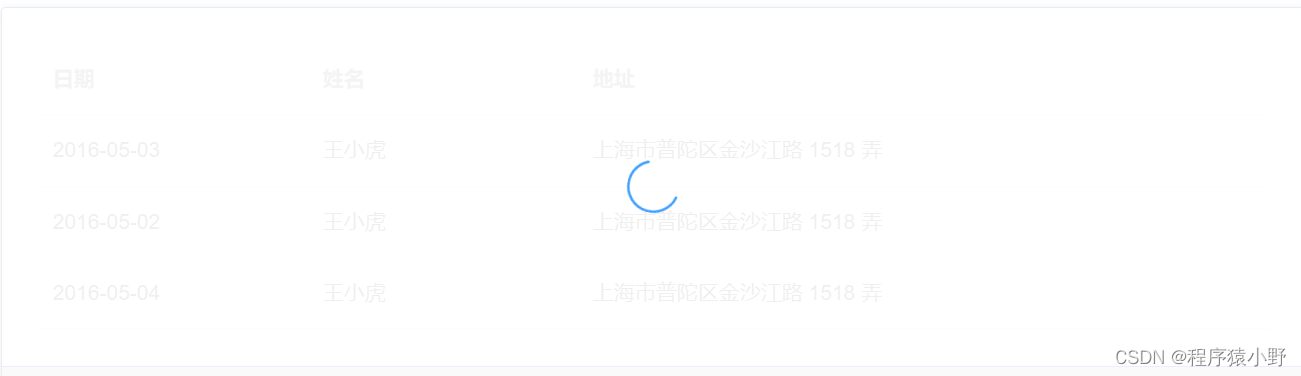 日期 姓名 地址
2016-05-03 王小虎 上海市普陀区金沙江路 1518 弄
2016-05-02 王小虎 上海市普陀区金沙江路 1518 弄
2016-05-04 王小虎 上海市普陀区金沙江路 1518 弄
CSDN @程序猿小野